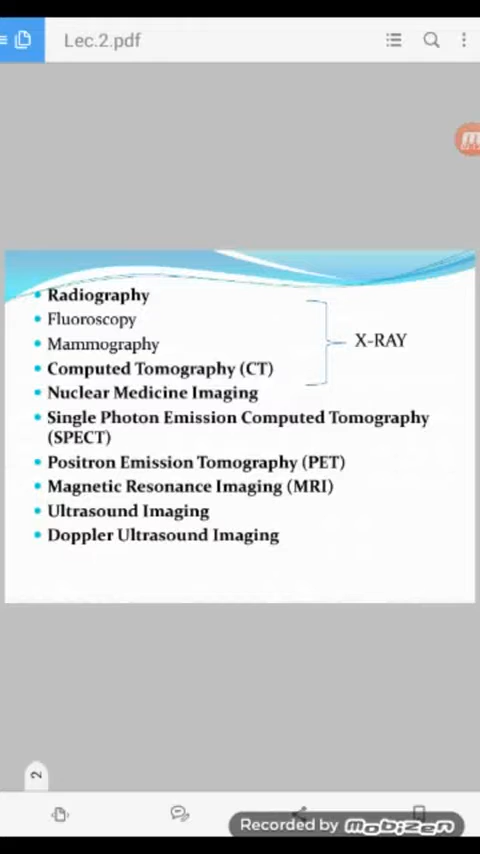 Lec.2.pdf
Radiography
Fluoroscopy
Mammography
X-RAY
Computed Tomography (CT)
Nuclear Medicine Imaging
Single Photon Emission Computed Tomography
(SPECT)
Positron Emission Tomography (PET)
Magnetic Resonance Imaging (MRI)
Ultrasound Imaging
Doppler Ultrasound Imaging
2
Recorded by mobizen